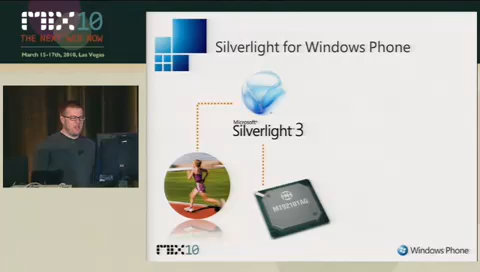 MIX10
THE NEXT WEB NOW
March 15-17th, 2010, Las Vegas
Silverlight for Windows Phone
Microsoft
Silverlight 3
MIX10
Windows Phone